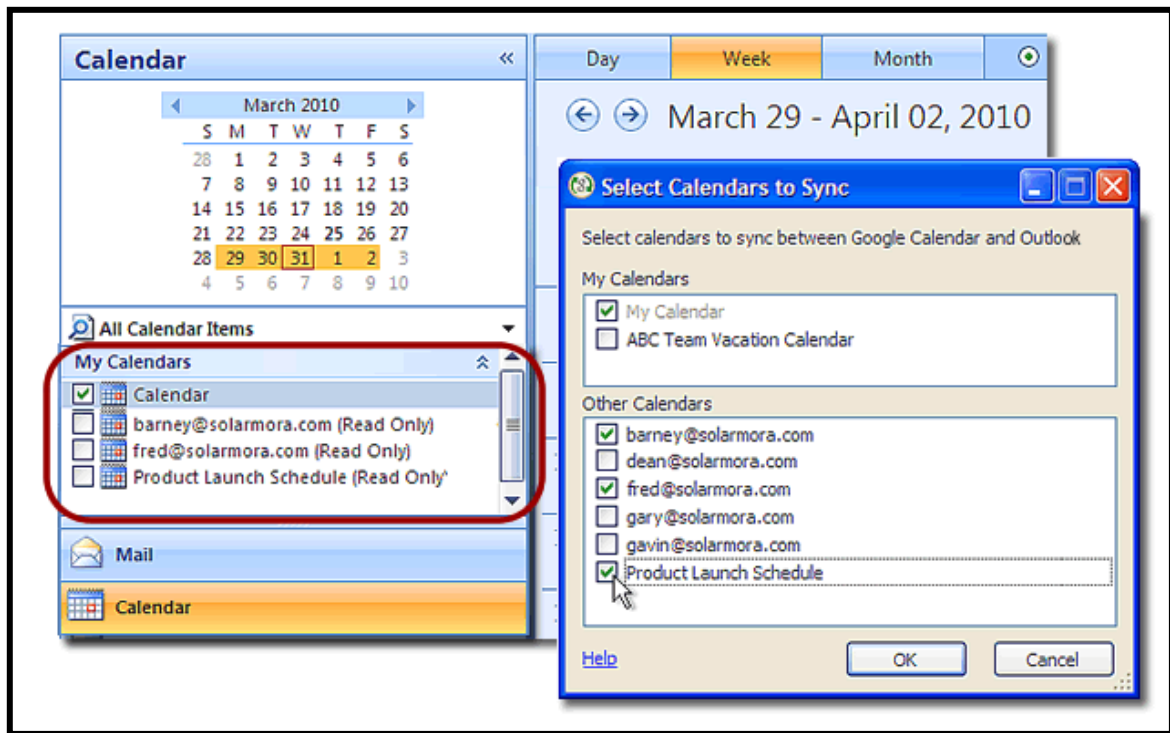 Calendar «
March 2010
S M T W T F S
28 1 2 3 4 5 6
7 8 9 10 11 12 13
14 15 16 17 18 19 20
21 22 23 24 25 26 27
28 29 30 31 1 2 3
4 5 6 7 8 9 10
All Calendar Items
My Calendars
Calendar
barney@solarmora.com (Read Only)
fred@solarmora.com (Read Only)
Product Launch Schedule (Read Only)
Mail
Calendar
Day Week Month
March 29 - April 02, 2010
Select Calendars to Sync
Select calendars to sync between Google Calendar and Outlook
My Calendars
My Calendar
ABC Team Vacation Calendar
Other Calendars
barney@solarmora.com
dean@solarmora.com
fred@solarmora.com
gary@solarmora.com
gavin@solarmora.com
Product Launch Schedule
Help OK Cancel